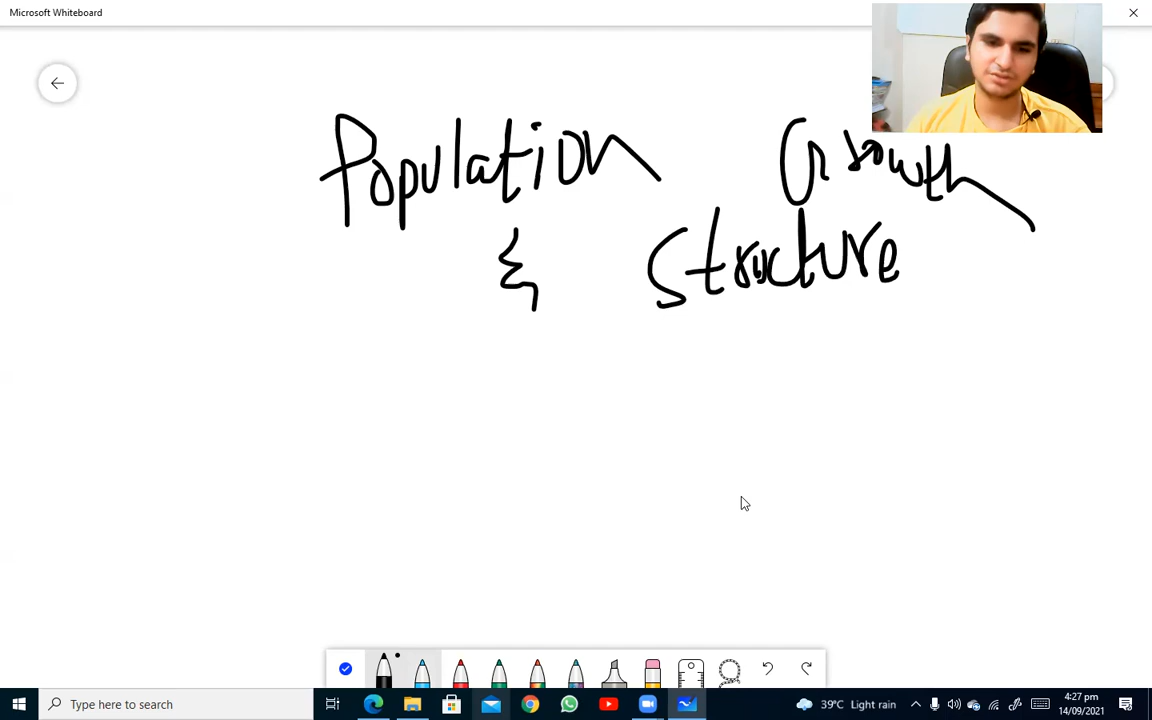 Microsoft Whiteboard
Population Growth
& Structure
Type here to search
39°C Light rain
4:27 pm
14/09/2021